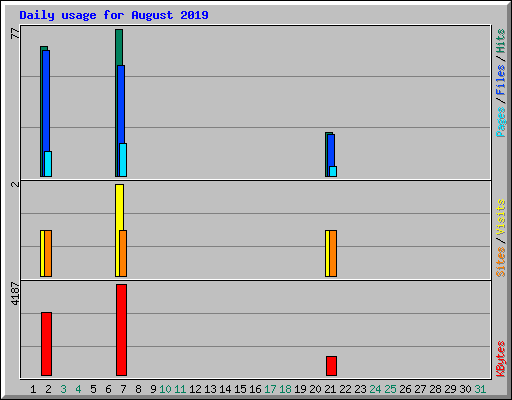 Daily usage for August 2019
77
Pages / Files / Hits
2
Sites / Visits
4187
KBytes
1 2 3 4 5 6 7 8 9 10 11 12 13 14 15 16 17 18 19 20 21 22 23 24 25 26 27 28 29 30 31